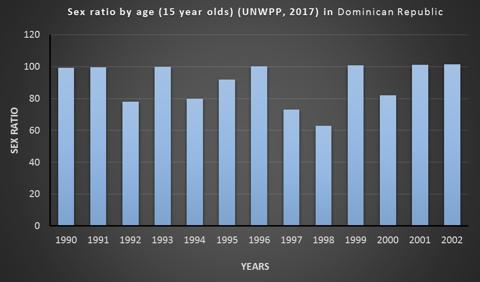 Sex ratio by age (15 year olds) (UNWPP, 2017) in Dominican Republic
120
100
80
60
40
20
0
SEX RATIO
1990 1991 1992 1993 1994 1995 1996 1997 1998 1999 2000 2001 2002
YEARS